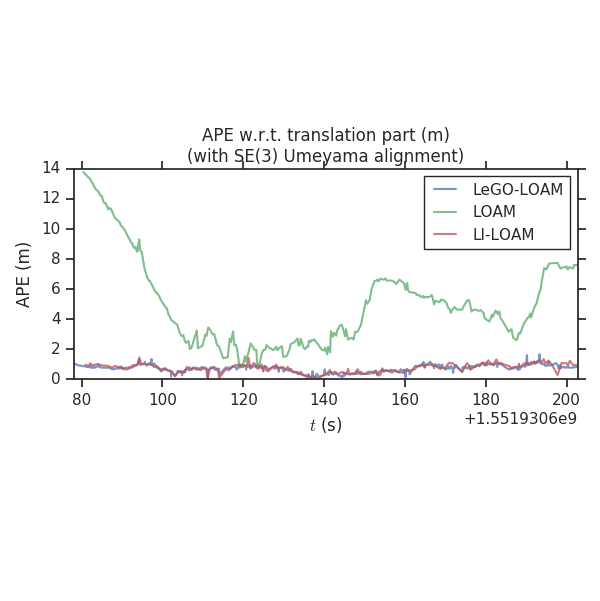 APE w.r.t. translation part (m)
(with SE(3) Umeyama alignment)
14
12
10
8
6
4
2
0
APE (m)
LeGO-LOAM
LOAM
LI-LOAM
80
100
120
140
160
180
200
t (s)
+1.5519306e9